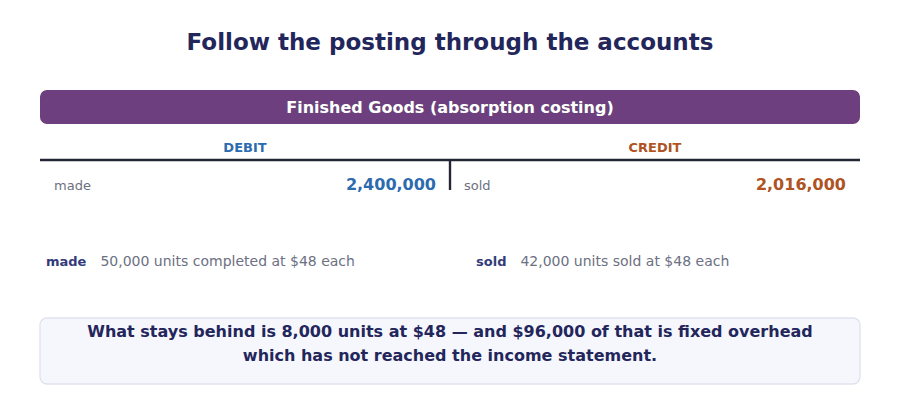 Follow the posting through the accounts
Finished Goods (absorption costing)
DEBIT CREDIT
made 2,400,000 sold 2,016,000
made 50,000 units completed at $48 each sold 42,000 units sold at $48 each
What stays behind is 8,000 units at $48 — and $96,000 of that is fixed overhead
which has not reached the income statement.